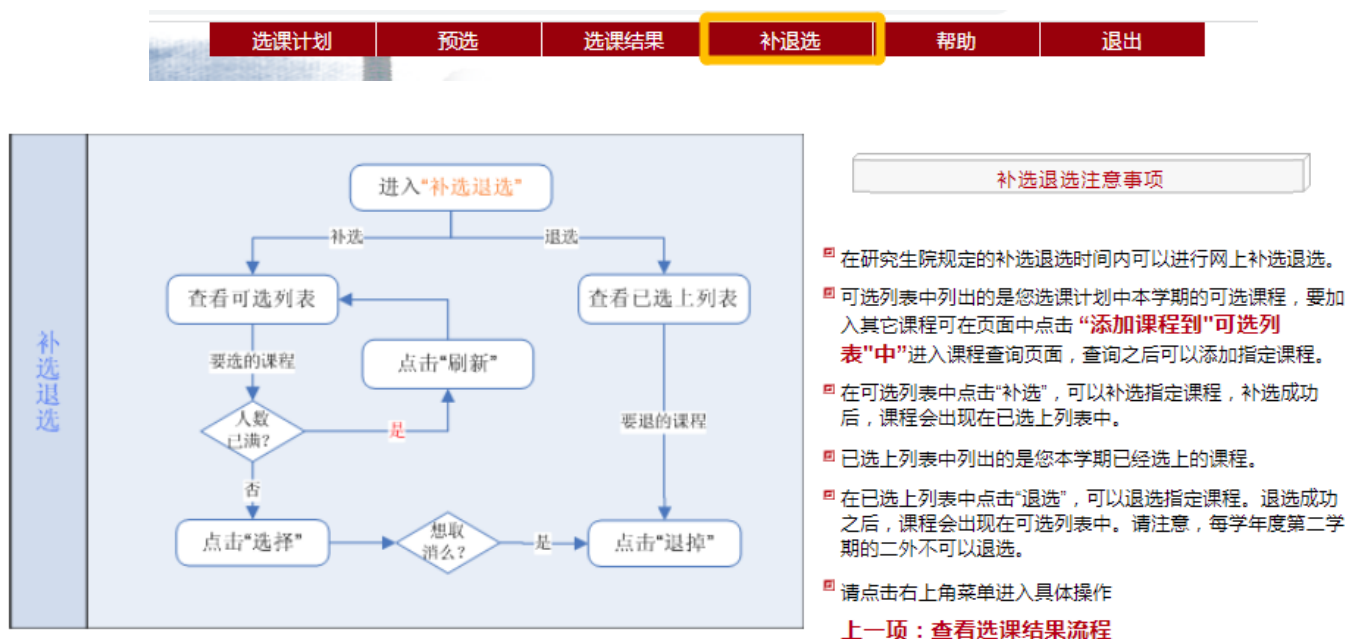 选课计划 预选 选课结果 补退选 帮助 退出
补选退选
进入“补选退选”
补选 退选
查看可选列表 查看已选上列表
要选的课程 点击“刷新”
人数
已满？
是
要退的课程
否
点击“选择”
想取
消么？
是
点击“退掉”
补选退选注意事项
在研究生院规定的补选退选时间内可以进行网上补选退选。
可选列表中列出的是您选课计划中本学期的可选课程，要加
入其它课程可在页面中点击 “添加课程到"可选列
表"中”进入课程查询页面，查询之后可以添加指定课程。
在可选列表中点击“补选”，可以补选指定课程，补选成功
后，课程会出现在已选上列表中。
已选上列表中列出的是您本学期已经选上的课程。
在已选上列表中点击“退选”，可以退选指定课程。退选成功
之后，课程会出现在可选列表中。请注意，每学年度第二学
期的二外不可以退选。
请点击右上角菜单进入具体操作
上一项：查看选课结果流程